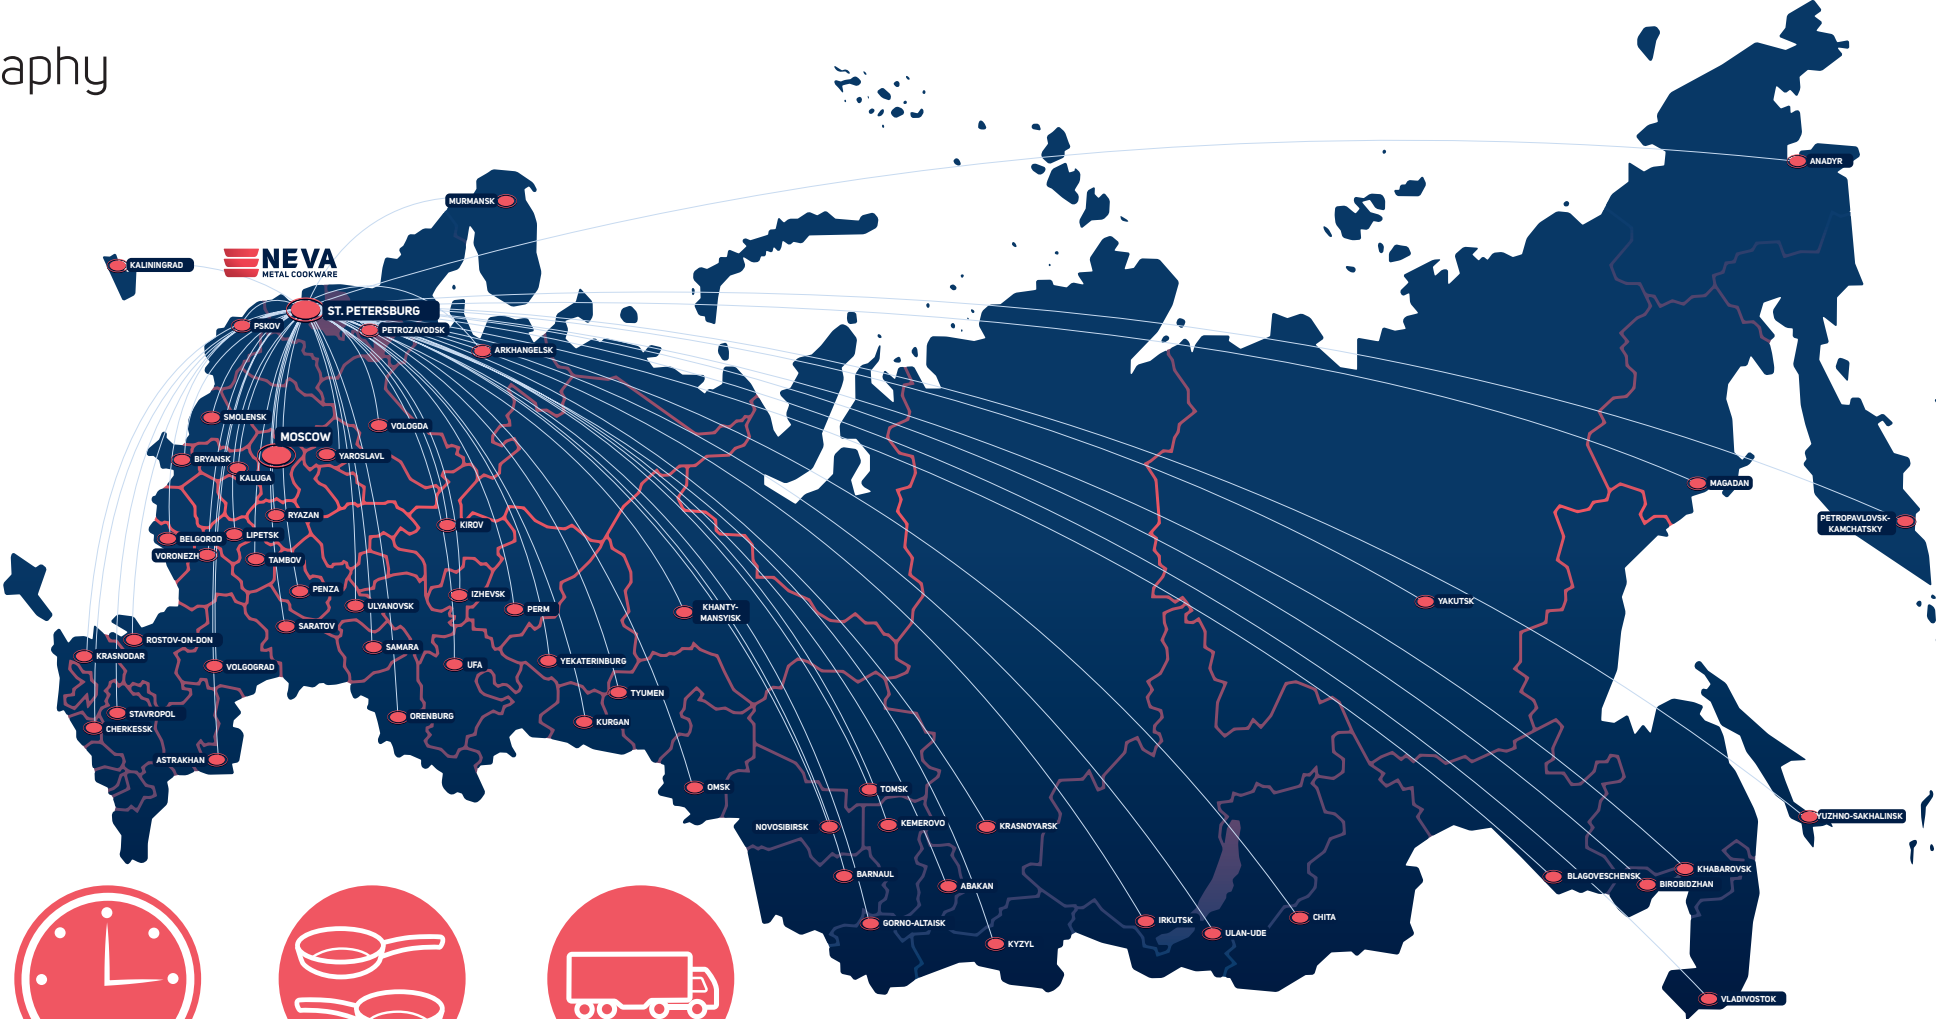 aphy
ANADYR
MURMANSK
KALININGRAD
NEVA
METAL COOKWARE
ST. PETERSBURG
PSKOV
PETROZAVODSK
ARKHANGELSK
SMOLENSK
VOLOGDA
MOSCOW
BRYANSK
YAROSLAVL
KALUGA
MAGADAN
RYAZAN
PETROPAVLOVSK-
KAMCHATSKY
KIROV
BELGOROD
LIPETSK
VORONEZH
TAMBOV
PENZA
IZHEVSK
YAKUTSK
ULYANOVSK
PERM
KHANTY-
MANSYISK
SARATOV
ROSTOV-ON-DON
SAMARA
KRASNODAR
VOLGOGRAD
UFA
YEKATERINBURG
TYUMEN
STAVROPOL
ORENBURG
KURGAN
CHERKESSK
ASTRAKHAN
OMSK
TOMSK
YUZHNO-SAKHALINSK
NOVOSIBIRSK
KEMEROVO
KRASNOYARSK
KHABAROVSK
BARNAUL
BLAGOVESCHENSK
ABAKAN
BIROBIDZHAN
GORNO-ALTAISK
IRKUTSK
CHITA
ULAN-UDE
KYZYL
VLADIVOSTOK